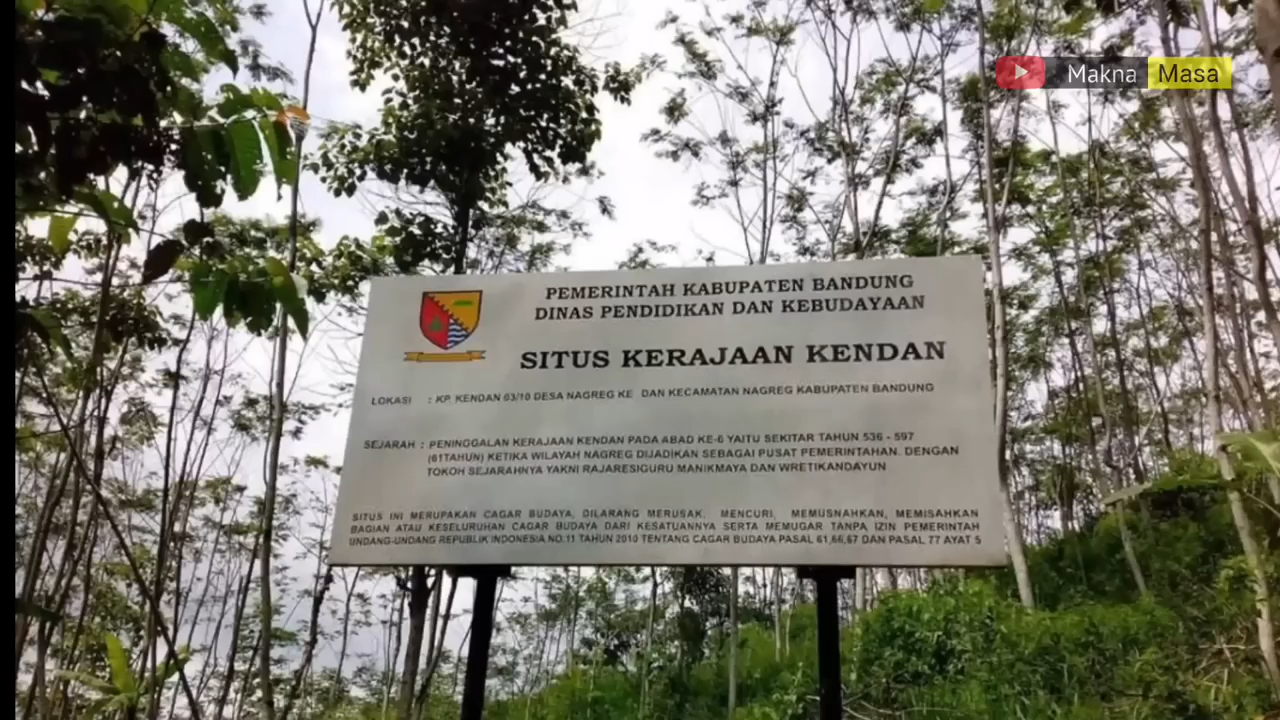 Makna Masa
PEMERINTAH KABUPATEN BANDUNG
DINAS PENDIDIKAN DAN KEBUDAYAAN
SITUS KERAJAAN KENDAN
LOKASI : KP. KENDAN 03/10 DESA NAGREG KE DAN KECAMATAN NAGREG KABUPATEN BANDUNG
SEJARAH : PENINGGALAN KERAJAAN KENDAN PADA ABAD KE-6 YAITU SEKITAR TAHUN 536 - 597
(61TAHUN) KETIKA WILAYAH NAGREG DIJADIKAN SEBAGAI PUSAT PEMERINTAHAN. DENGAN
TOKOH SEJARAHNYA YAKNI RAJARESIGURU MANIKMAYA DAN WRETIKANDAYUN
SITUS INI MERUPAKAN CAGAR BUDAYA, DILARANG MERUSAK, MENCURI, MEMUSNAHKAN, MEMISAHKAN
BAGIAN ATAU KESELURUHAN CAGAR BUDAYA DARI KESATUANNYA SERTA MEMUGAR TANPA IZIN PEMERINTAH
UNDANG-UNDANG REPUBLIK INDONESIA NO.11 TAHUN 2010 TENTANG CAGAR BUDAYA PASAL 61,66,67 DAN PASAL 77 AYAT 5